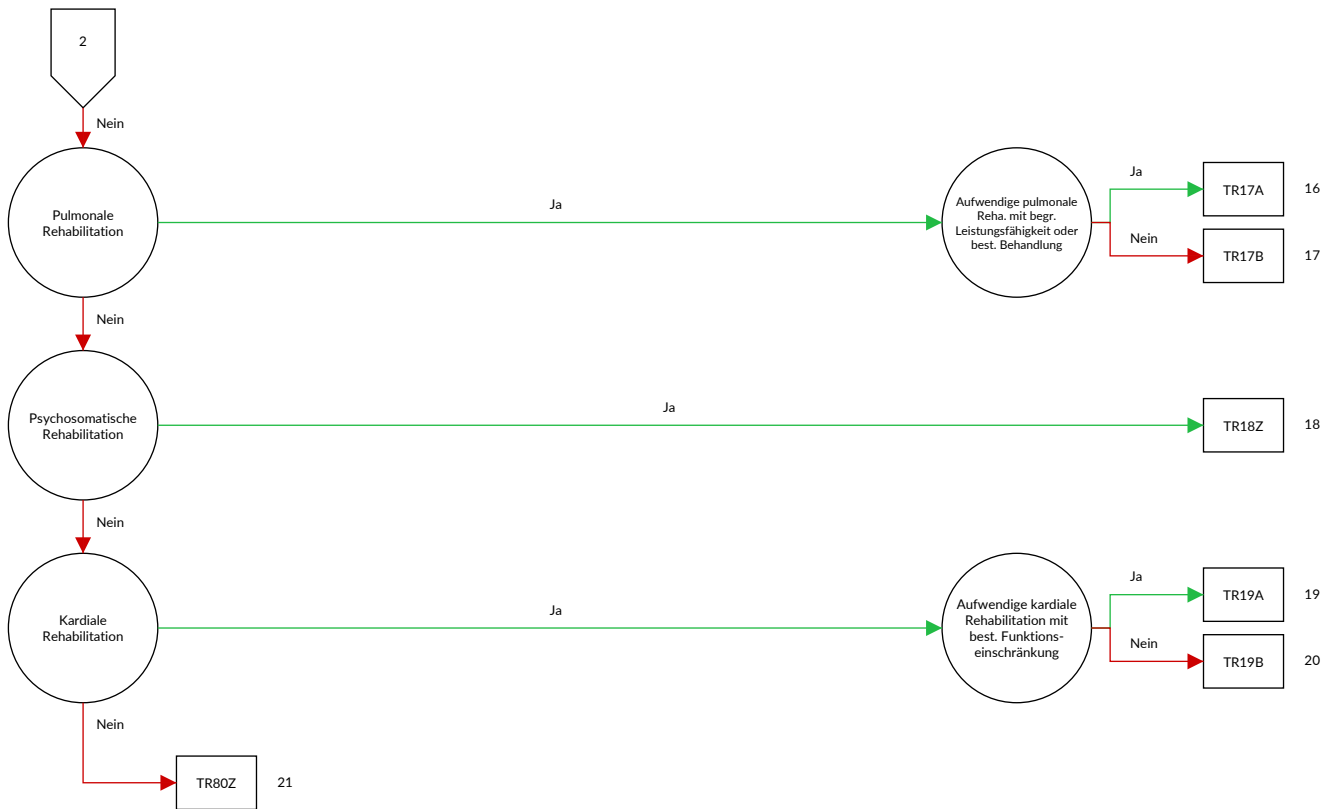 2
Nein
Pulmonale
Rehabilitation
Ja
Aufwendige pulmonale
Reha. mit begr.
Leistungsfähigkeit oder
best. Behandlung
Ja
TR17A
16
Nein
TR17B
17
Nein
Psychosomatische
Rehabilitation
Ja
TR18Z
18
Nein
Kardiale
Rehabilitation
Ja
Aufwendige kardiale
Rehabilitation mit
best. Funktions-
einschränkung
Ja
TR19A
19
Nein
TR19B
20
Nein
TR80Z
21